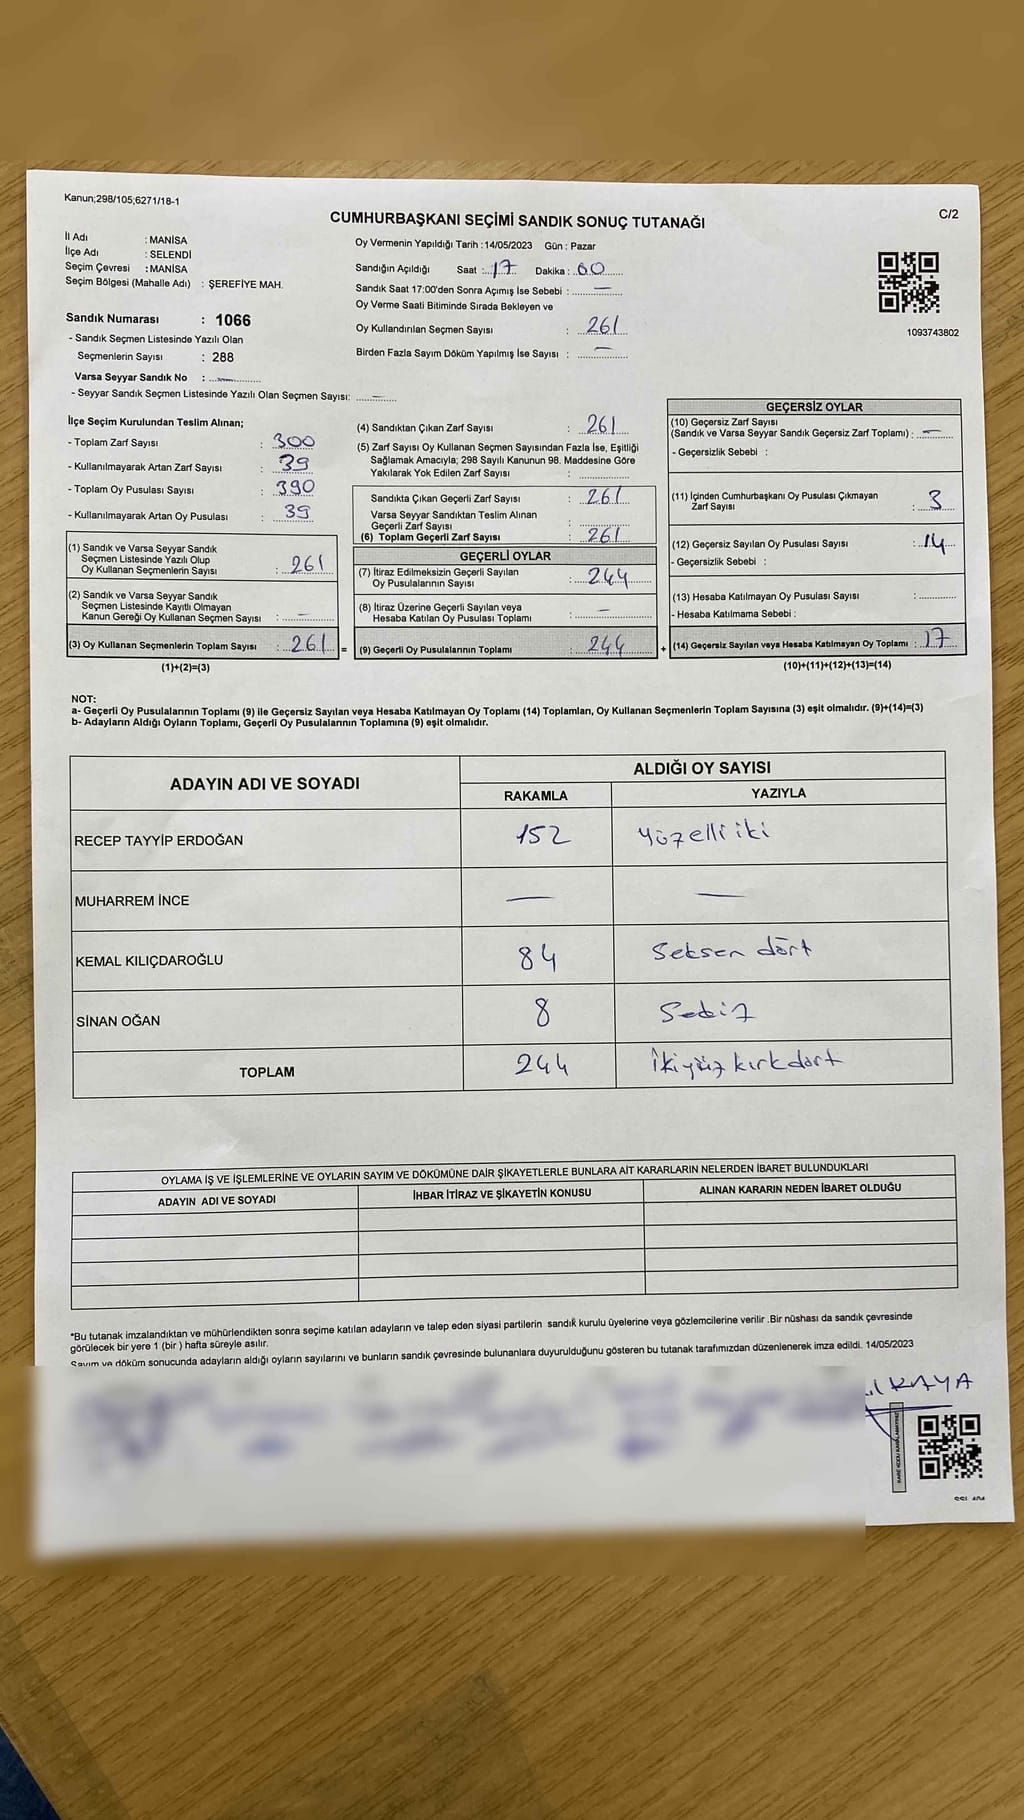 Kanun;298/105;6271/18-1
C/2
CUMHURBAŞKANI SEÇİMİ SANDIK SONUÇ TUTANAĞI
İl Adı : MANİSA
İlçe Adı : SELENDİ
Seçim Çevresi : MANİSA
Seçim Bölgesi (Mahalle Adı) : ŞEREFİYE MAH.
Sandık Numarası : 1066
- Sandık Seçmen Listesinde Yazılı Olan
Seçmenlerin Sayısı : 288
Varsa Seyyar Sandık No : —
- Seyyar Sandık Seçmen Listesinde Yazılı Olan Seçmen Sayısı: —
Oy Vermenin Yapıldığı Tarih :14/05/2023 Gün : Pazar
Sandığın Açıldığı Saat : 17 Dakika : 00
Sandık Saat 17:00'den Sonra Açımış İse Sebebi : —
Oy Verme Saati Bitiminde Sırada Bekleyen ve
Oy Kullandırılan Seçmen Sayısı : 261
Birden Fazla Sayım Döküm Yapılmış İse Sayısı : —
1093743802
İlçe Seçim Kurulundan Teslim Alınan;
- Toplam Zarf Sayısı : 300
- Kullanılmayarak Artan Zarf Sayısı : 39
- Toplam Oy Pusulası Sayısı : 390
- Kullanılmayarak Artan Oy Pusulası : 39
(1) Sandık ve Varsa Seyyar Sandık
Seçmen Listesinde Yazılı Olup
Oy Kullanan Seçmenlerin Sayısı : 261
(2) Sandık ve Varsa Seyyar Sandık
Seçmen Listesinde Kayıtlı Olmayan
Kanun Gereği Oy Kullanan Seçmen Sayısı : —
(3) Oy Kullanan Seçmenlerin Toplam Sayısı : 261 =
(1)+(2)=(3)
(4) Sandıktan Çıkan Zarf Sayısı : 261
(5) Zarf Sayısı Oy Kullanan Seçmen Sayısından Fazla İse, Eşitliği
Sağlamak Amacıyla; 298 Sayılı Kanunun 98. Maddesine Göre
Yakılarak Yok Edilen Zarf Sayısı :
Sandıkta Çıkan Geçerli Zarf Sayısı : 261
Varsa Seyyar Sandıktan Teslim Alınan
Geçerli Zarf Sayısı :
(6) Toplam Geçerli Zarf Sayısı : 261
GEÇERLİ OYLAR
(7) İtiraz Edilmeksizin Geçerli Sayılan
Oy Pusulalarının Sayısı : 244
(8) İtiraz Üzerine Geçerli Sayılan veya
Hesaba Katılan Oy Pusulası Toplamı : —
(9) Geçerli Oy Pusulalarının Toplamı : 244 +
GEÇERSİZ OYLAR
(10) Geçersiz Zarf Sayısı
(Sandık ve Varsa Seyyar Sandık Geçersiz Zarf Toplamı) : —
- Geçersizlik Sebebi :
(11) İçinden Cumhurbaşkanı Oy Pusulası Çıkmayan
Zarf Sayısı : 3
(12) Geçersiz Sayılan Oy Pusulası Sayısı : 14
- Geçersizlik Sebebi :
(13) Hesaba Katılmayan Oy Pusulası Sayısı :
- Hesaba Katılmama Sebebi :
(14) Geçersiz Sayılan veya Hesaba Katılmayan Oy Toplamı : 17
(10)+(11)+(12)+(13)=(14)
NOT:
a- Geçerli Oy Pusulalarının Toplamı (9) ile Geçersiz Sayılan veya Hesaba Katılmayan Oy Toplamı (14) Toplamları, Oy Kullanan Seçmenlerin Toplam Sayısına (3) eşit olmalıdır. (9)+(14)=(3)
b- Adayların Aldığı Oyların Toplamı, Geçerli Oy Pusulalarının Toplamına (9) eşit olmalıdır.
ADAYIN ADI VE SOYADI
ALDIĞI OY SAYISI
RAKAMLA YAZIYLA
RECEP TAYYİP ERDOĞAN 152 Yüzelli iki
MUHARREM İNCE — —
KEMAL KILIÇDAROĞLU 84 Seksen dört
SİNAN OĞAN 8 Sekiz
TOPLAM 244 İkiyüz kırkdört
OYLAMA İŞ VE İŞLEMLERİNE VE OYLARIN SAYIM VE DÖKÜMÜNE DAİR ŞİKAYETLERLE BUNLARA AİT KARARLARIN NELERDEN İBARET BULUNDUKLARI
ADAYIN ADI VE SOYADI İHBAR İTİRAZ VE ŞİKAYETİN KONUSU ALINAN KARARIN NEDEN İBARET OLDUĞU
*Bu tutanak imzalandıktan ve mühürlendikten sonra seçime katılan adayların ve talep eden siyasi partilerin sandık kurulu üyelerine veya gözlemcilerine verilir .Bir nüshası da sandık çevresinde
görülecek bir yere 1 (bir ) hafta süreyle asılır.
Sayım ve döküm sonucunda adayların aldığı oyların sayılarını ve bunların sandık çevresinde bulunanlara duyurulduğunu gösteren bu tutanak tarafımızdan düzenlenerek imza edildi. 14/05/2023
KAYA